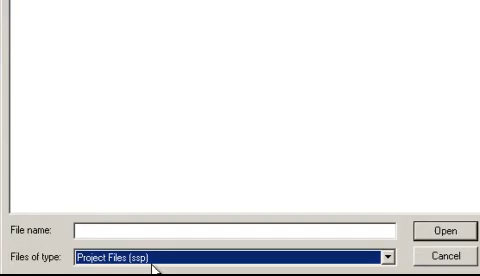 File name:
Open
Files of type:
Project Files (ssp)
Cancel